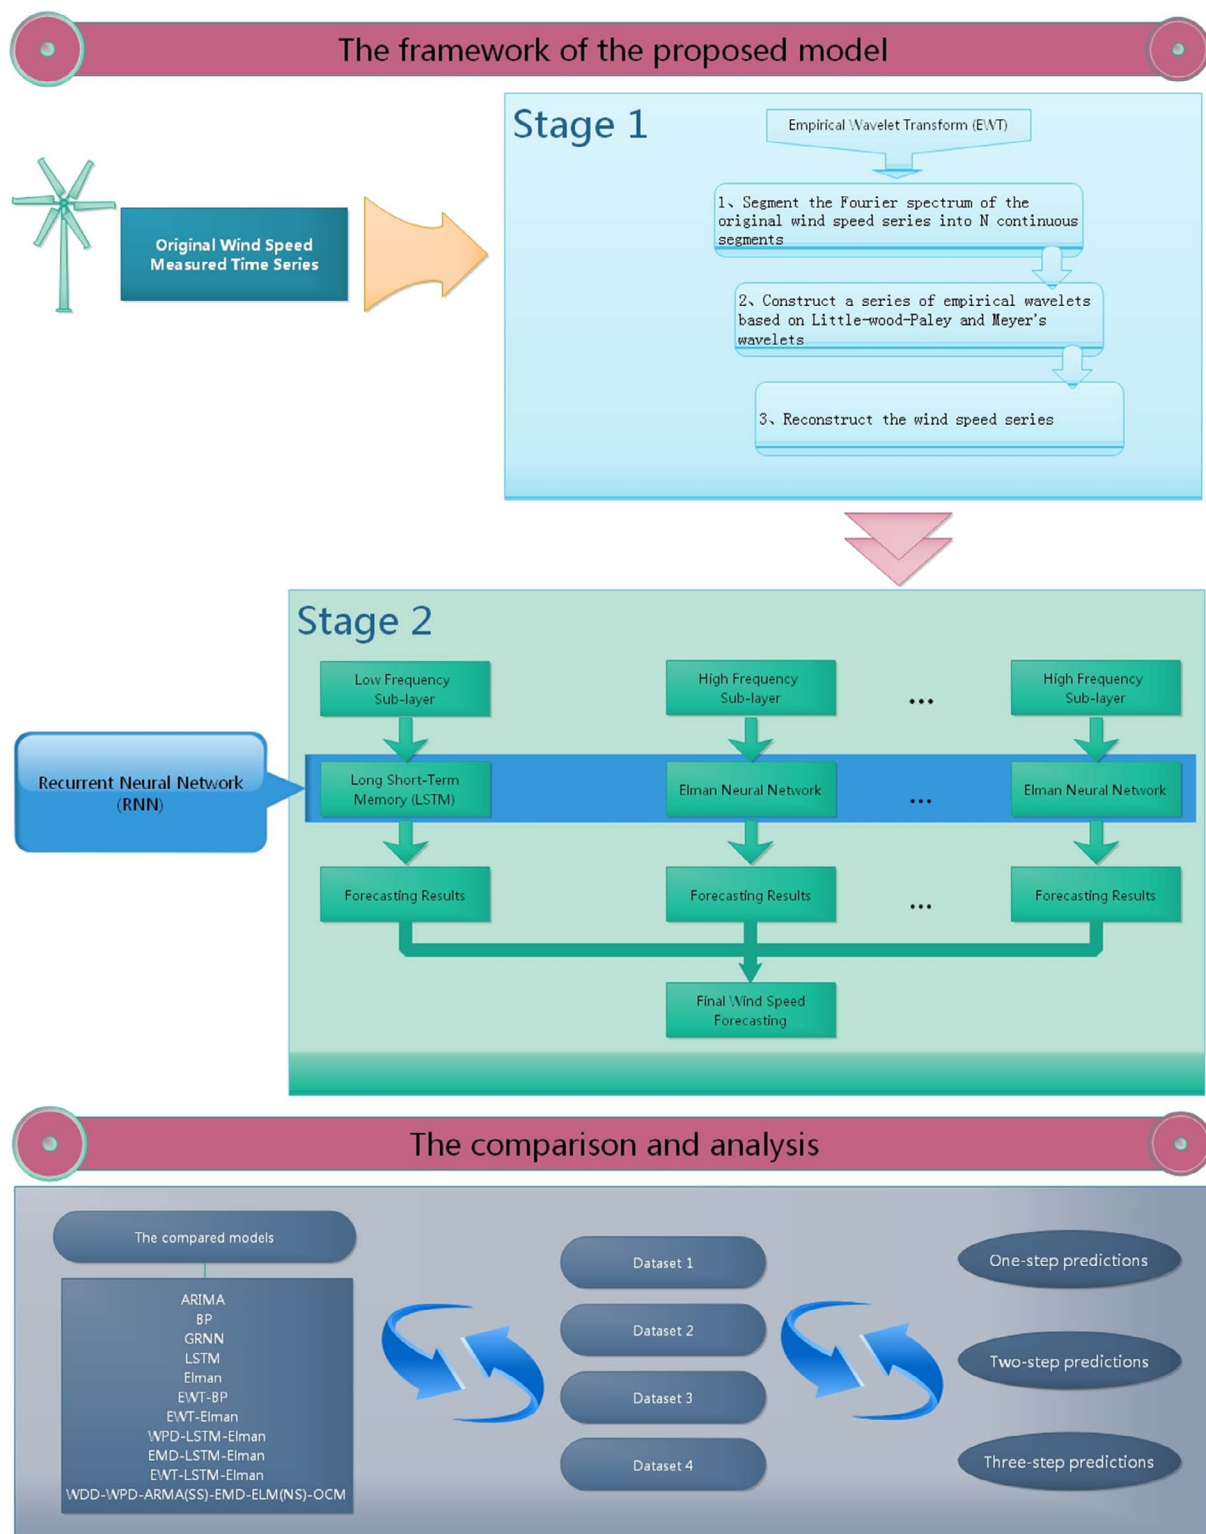 The framework of the proposed model
Stage 1
Empirical Wavelet Transform (EWT)
1、Segment the Fourier spectrum of the
original wind speed series into N continuous
segments
Original Wind Speed
Measured Time Series
2、Construct a series of empirical wavelets
based on Little-wood-Paley and Meyer's
wavelets
3、Reconstruct the wind speed series
Stage 2
Low Frequency
Sub-layer
High Frequency
Sub-layer
...
High Frequency
Sub-layer
Recurrent Neural Network
(RNN)
Long Short-Term
Memory (LSTM)
Elman Neural Network
...
Elman Neural Network
Forecasting Results
Forecasting Results
...
Forecasting Results
Final Wind Speed
Forecasting
The comparison and analysis
The compared models
ARIMA
BP
GRNN
LSTM
Elman
EWT-BP
EWT-Elman
WPD-LSTM-Elman
EMD-LSTM-Elman
EWT-LSTM-Elman
WDD-WPD-ARMA(SS)-EMD-ELM(NS)-OCM
Dataset 1
Dataset 2
Dataset 3
Dataset 4
One-step predictions
Two-step predictions
Three-step predictions